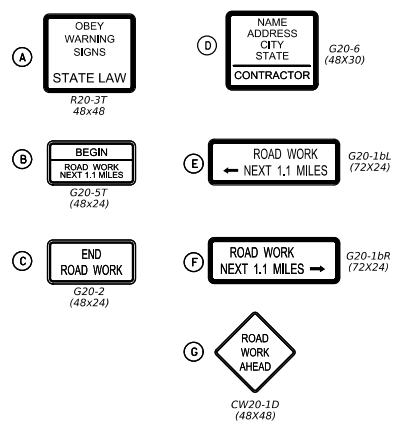 A
OBEY
WARNING
SIGNS
STATE LAW
R20-3T
48x48
B
BEGIN
ROAD WORK
NEXT 1.1 MILES
G20-5T
(48x24)
C
END
ROAD WORK
G20-2
(48x24)
D
NAME
ADDRESS
CITY
STATE
CONTRACTOR
G20-6
(48X30)
E
ROAD WORK
← NEXT 1.1 MILES
G20-1bL
(72X24)
F
ROAD WORK
NEXT 1.1 MILES →
G20-1bR
(72X24)
G
ROAD
WORK
AHEAD
CW20-1D
(48X48)